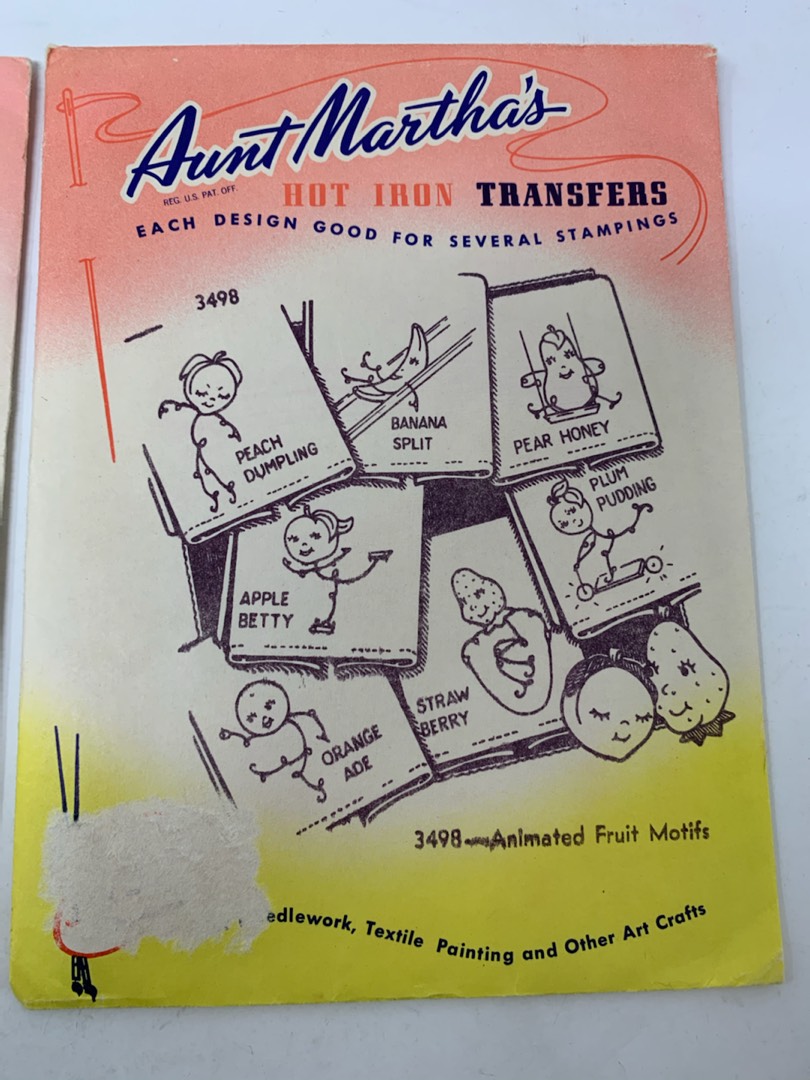 Aunt Martha's
REG. U.S. PAT. OFF.
HOT IRON TRANSFERS
EACH DESIGN GOOD FOR SEVERAL STAMPINGS
3498
PEACH
DUMPLING
BANANA
SPLIT
PEAR HONEY
PLUM
PUDDING
APPLE
BETTY
STRAW
BERRY
ORANGE
ADE
3498—Animated Fruit Motifs
edlework, Textile Painting and Other Art Crafts